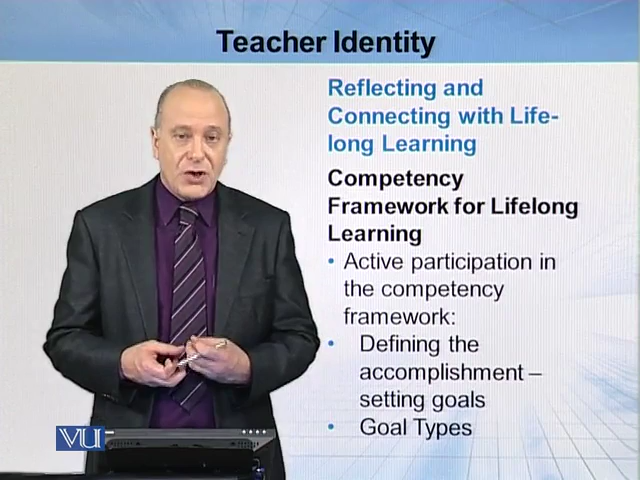 Teacher Identity
Reflecting and
Connecting with Life-
long Learning
Competency
Framework for Lifelong
Learning
• Active participation in
the competency
framework:
• Defining the
accomplishment –
setting goals
• Goal Types
VU